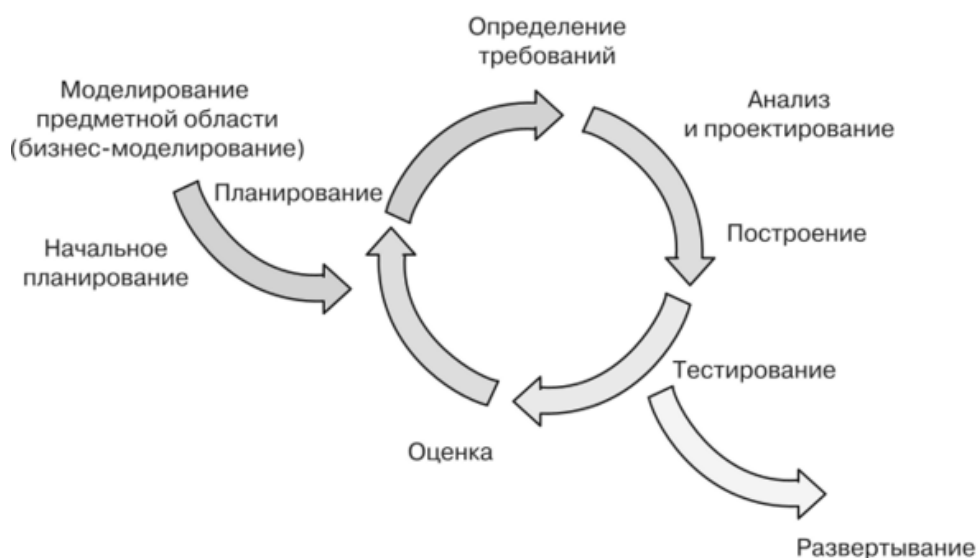 Определение
требований
Моделирование
предметной области
(бизнес-моделирование)
Анализ
и проектирование
Планирование
Начальное
планирование
Построение
Тестирование
Оценка
Развертывание